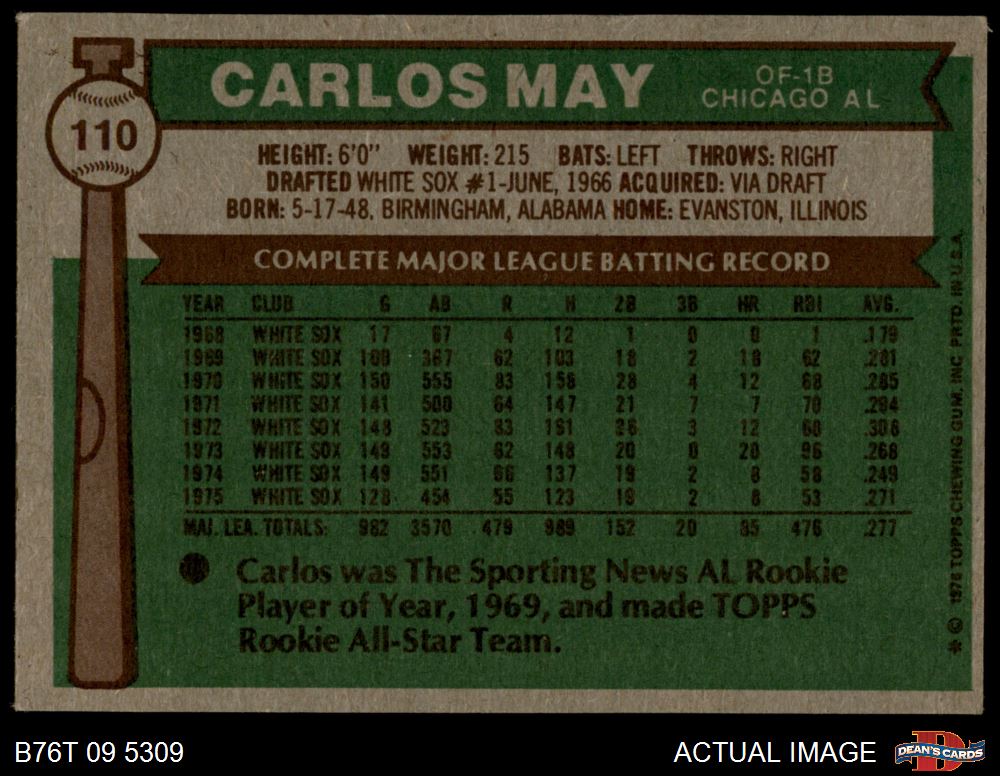 CARLOS MAY
OF-1B
CHICAGO AL
110
HEIGHT: 6'0" WEIGHT: 215 BATS: LEFT THROWS: RIGHT
DRAFTED WHITE SOX #1-JUNE, 1966 ACQUIRED: VIA DRAFT
BORN: 5-17-48, BIRMINGHAM, ALABAMA HOME: EVANSTON, ILLINOIS
COMPLETE MAJOR LEAGUE BATTING RECORD
YEAR CLUB G AB R H 2B 3B HR RBI AVG.
1968 WHITE SOX 17 67 4 12 1 0 0 1 .179
1969 WHITE SOX 100 367 62 103 18 2 18 62 .281
1970 WHITE SOX 150 555 83 158 28 4 12 68 .285
1971 WHITE SOX 141 500 64 147 21 7 7 70 .294
1972 WHITE SOX 148 523 83 161 26 3 12 68 .308
1973 WHITE SOX 149 553 62 148 20 0 20 96 .268
1974 WHITE SOX 149 551 66 137 19 2 8 58 .249
1975 WHITE SOX 128 454 55 123 19 2 8 53 .271
MAJ. LEA. TOTALS: 982 3570 479 989 152 20 85 476 .277
Carlos was The Sporting News AL Rookie
Player of Year, 1969, and made TOPPS
Rookie All-Star Team.
* © 1976 TOPPS CHEWING GUM, INC. PRTD. IN U.S.A.
B76T 09 5309
ACTUAL IMAGE
D
DEAN'S CARDS